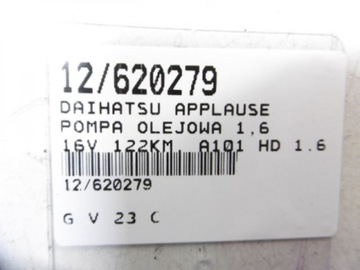 12/620279
DAIHATSU APPLAUSE
POMPA OLEJOWA 1,6
16V 122KM A101 HD 1.6
12/620279
G V 23 C